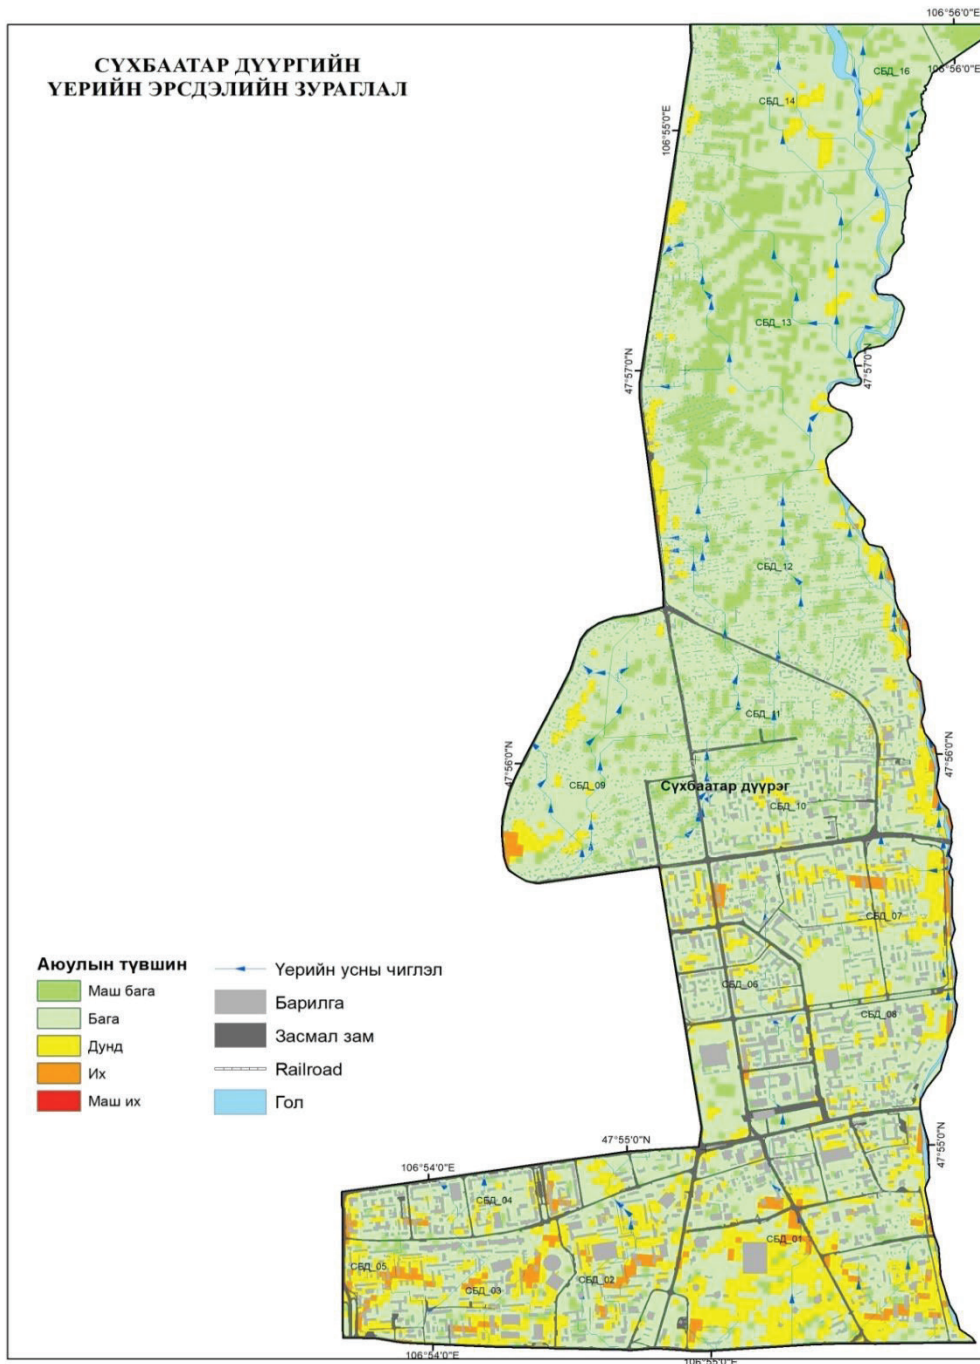 СҮХБААТАР ДҮҮРГИЙН
ҮЕРИЙН ЭРСДЭЛИЙН ЗУРАГЛАЛ
106°56'0"E
106°56'0"E
СБД_16
СБД_14
106°55'0"E
СБД_13
47°57'0"N
47°57'0"N
СБД_12
СБД_11
47°56'0"N
47°56'0"N
СБД_09
Сүхбаатар дүүрэг
СБД_10
СБД_07
СБД_06
СБД_08
Аюулын түвшин
Маш бага
Бага
Дунд
Их
Маш их
Үерийн усны чиглэл
Барилга
Засмал зам
Railroad
Гол
47°55'0"N
47°55'0"N
106°54'0"E
СБД_04
СБД_01
СБД_05
СБД_02
СБД_03
106°54'0"E
106°55'0"E